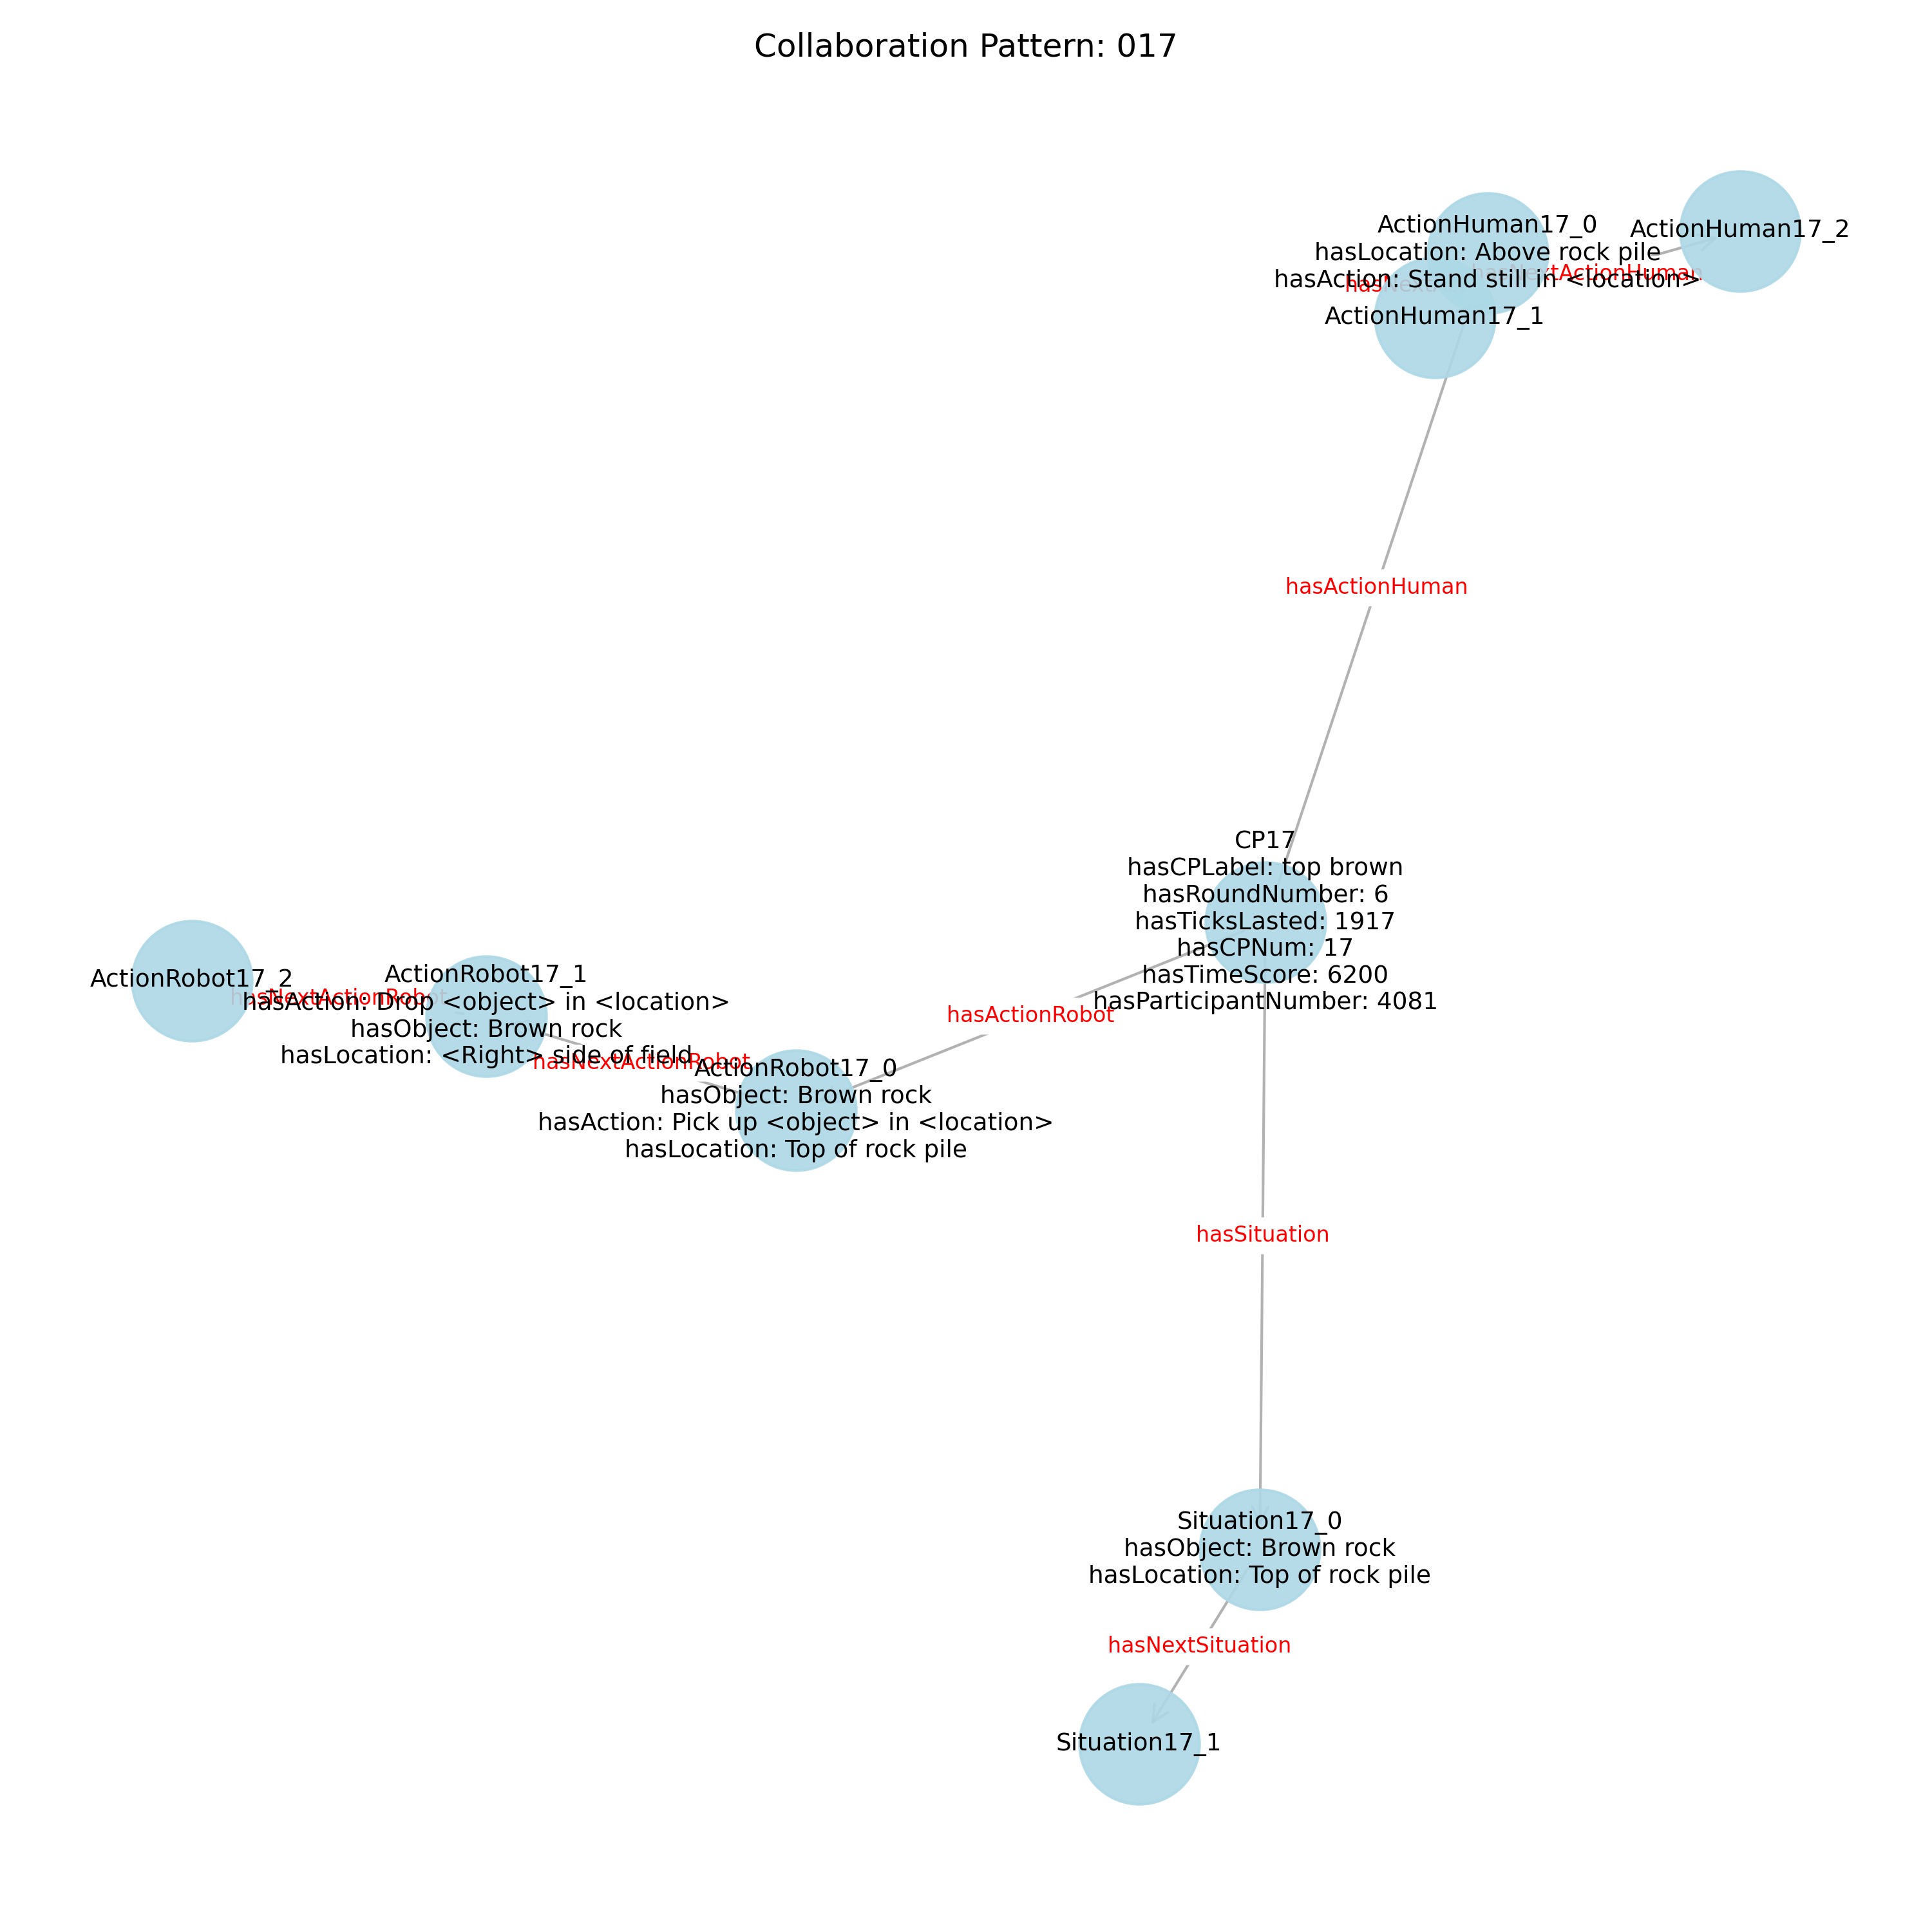 Collaboration Pattern: 017
ActionHuman17_0
hasLocation: Above rock pile
hasAction: Stand still in <location>
ActionHuman17_2
ActionHuman17_1
hasActionHuman
CP17
hasCPLabel: top brown
hasRoundNumber: 6
hasTicksLasted: 1917
hasCPNum: 17
hasTimeScore: 6200
hasParticipantNumber: 4081
hasActionRobot
ActionRobot17_2
hasNextActionRobot
ActionRobot17_1
hasAction: Drop <object> in <location>
hasObject: Brown rock
hasLocation: <Right> side of field
hasNextActionRobot
ActionRobot17_0
hasObject: Brown rock
hasAction: Pick up <object> in <location>
hasLocation: Top of rock pile
hasSituation
Situation17_0
hasObject: Brown rock
hasLocation: Top of rock pile
hasNextSituation
Situation17_1